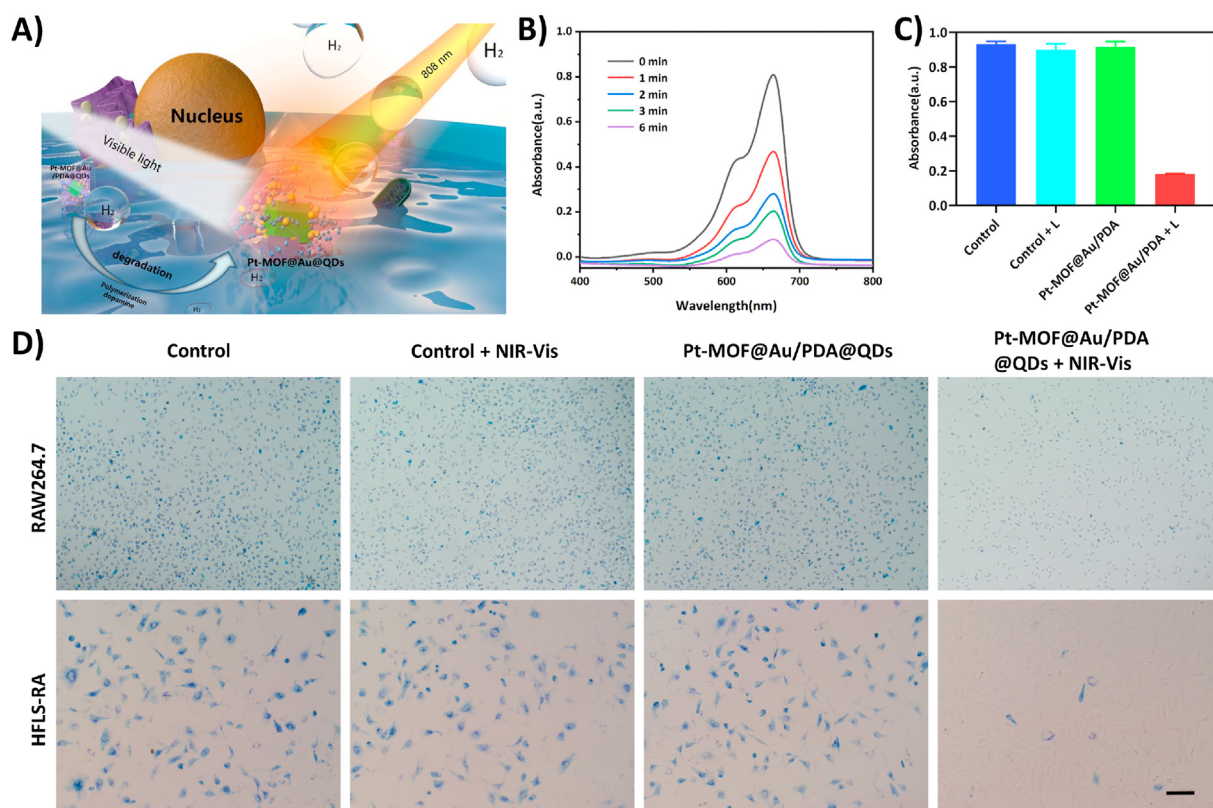 A)
H₂
H₂
808 nm
Nucleus
Visible light
Pt-MOF@Au
/PDA@QDs
H₂
degradation
Polymerization
dopamine
Pt-MOF@Au@QDs
H₂
H₂
B)
Absorbance(a.u.)
1.0
0.8
0.6
0.4
0.2
0.0
0 min
1 min
2 min
3 min
6 min
400 500 600 700 800
Wavelength(nm)
C)
Absorbance(a.u.)
1.0
0.8
0.6
0.4
0.2
0.0
Control
Control + L
Pt-MOF@Au/PDA
Pt-MOF@Au/PDA + L
D)
Control
Control + NIR-Vis
Pt-MOF@Au/PDA@QDs
Pt-MOF@Au/PDA
@QDs + NIR-Vis
RAW264.7
HFLS-RA